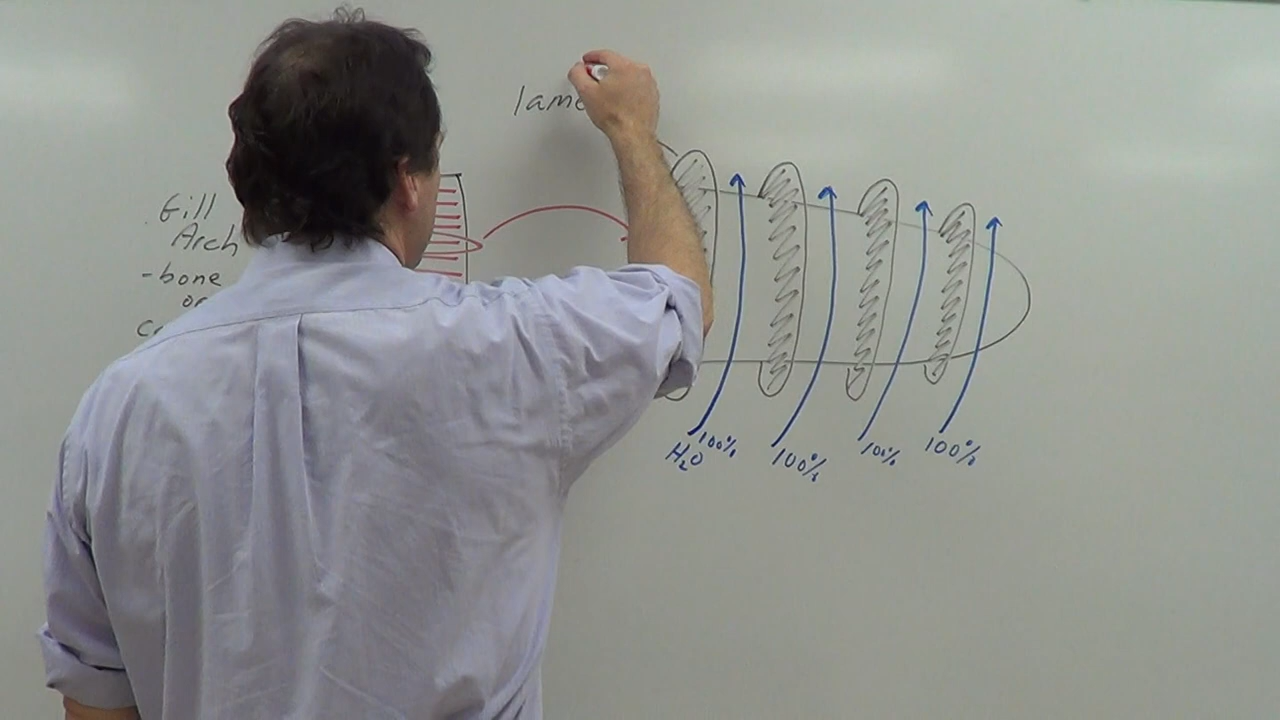 lame
Gill
Arch
-bone
or
H₂O 100%
100%
100%
100%